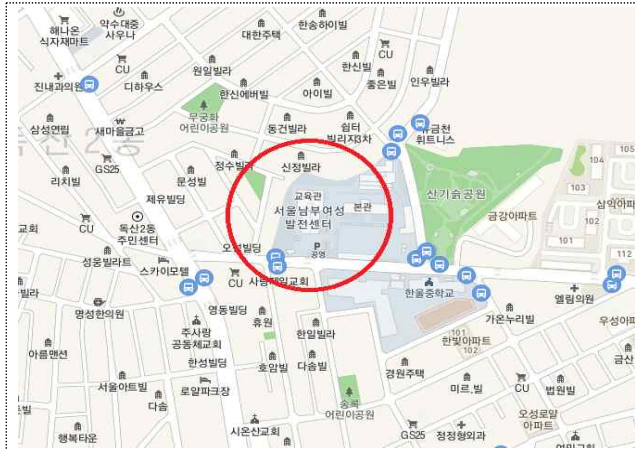 해나온
식자재마트
약수대중
사우나
대한주택
한송하이빌
CU
한신빌
CU
진내과의원
디하우스
원일빌라
한신에버빌
아이빌
좋은빌
인우빌라
무궁화
어린이공원
동건빌라
쉼터
빌리지3차
휘트니스
삼성연립
새마을금고
독산2동
GS25
리치빌
정수빌라
신정빌라
문성빌
제유빌딩
교육관
본관
서울남부여성
발전센터
P
공영
산기슭공원
금강아파트
104
105
103
102
101
삼익아파
112
교회
CU
독산2동
주민센터
성웅빌라트
스카이모텔
오성빌딩
CU
사랑제일교회
한울중학교
엘림의원
빌라
명성한의원
영동빌딩
주사랑
공동체교회
휴원
한일빌라
가온누리빌
우성아파
101
한빛아파트
102
아름맨션
한성빌딩
호암빌
다솜빌
경원주택
미르.빌
CU
법원빌
금산
서울아트빌
로얄파크장
다솜
송록
어린이공원
오성로얄
아파트
CU
행복타운
시온산교회
GS25
정정형외과